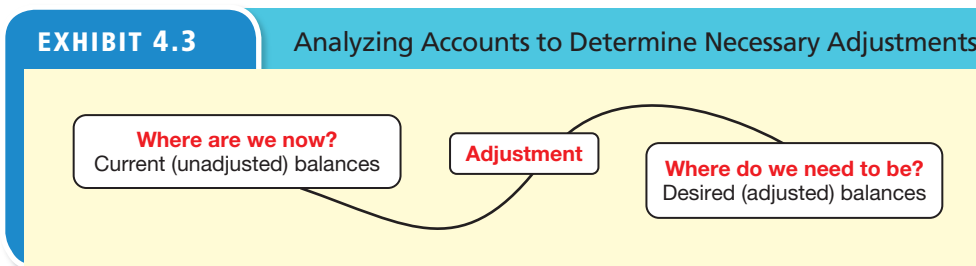 EXHIBIT 4.3
Analyzing Accounts to Determine Necessary Adjustments
Where are we now?
Current (unadjusted) balances
Adjustment
Where do we need to be?
Desired (adjusted) balances